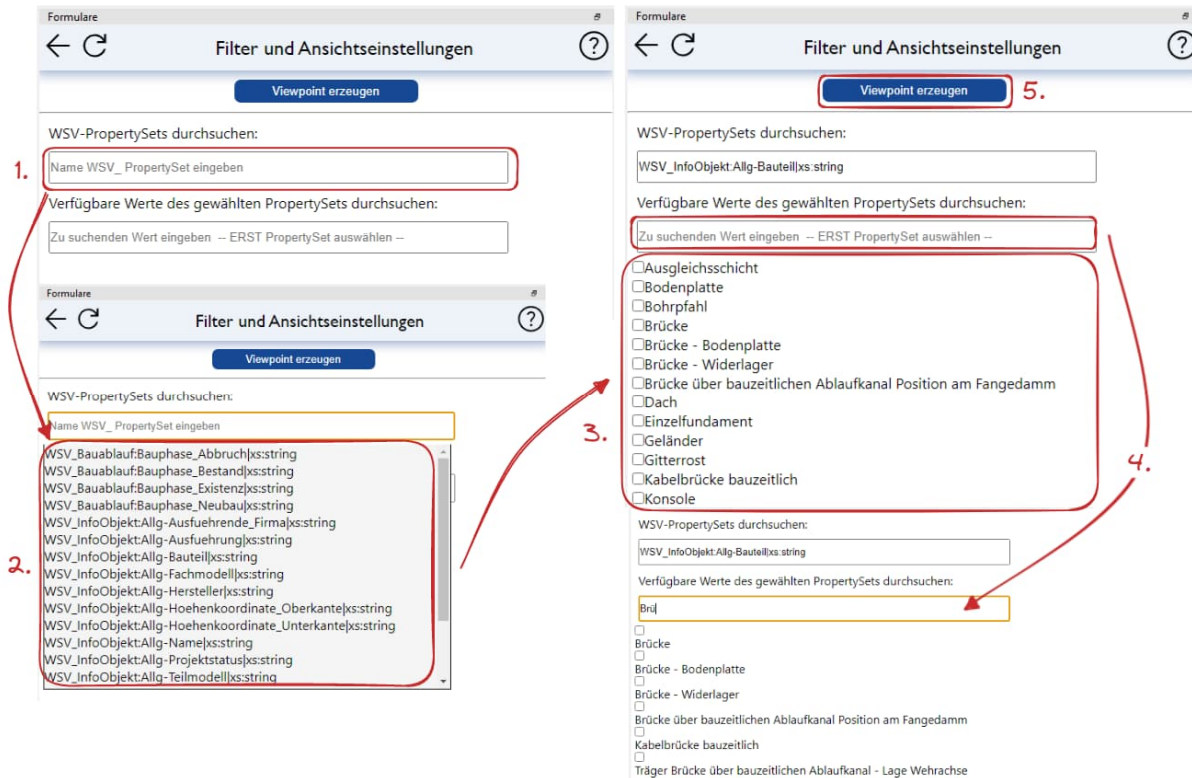 Formulare
Filter und Ansichtseinstellungen
?
Viewpoint erzeugen
WSV-PropertySets durchsuchen:
1.
Name WSV_ PropertySet eingeben
Verfügbare Werte des gewählten PropertySets durchsuchen:
Zu suchenden Wert eingeben -- ERST PropertySet auswählen --
Formulare
Filter und Ansichtseinstellungen
?
Viewpoint erzeugen
WSV-PropertySets durchsuchen:
Name WSV_ PropertySet eingeben
2.
WSV_Bauablauf:Bauphase_Abbruch|xs:string
WSV_Bauablauf:Bauphase_Bestand|xs:string
WSV_Bauablauf:Bauphase_Existenz|xs:string
WSV_Bauablauf:Bauphase_Neubau|xs:string
WSV_InfoObjekt:Allg-Ausfuehrende_Firma|xs:string
WSV_InfoObjekt:Allg-Ausfuehrung|xs:string
WSV_InfoObjekt:Allg-Bauteil|xs:string
WSV_InfoObjekt:Allg-Fachmodell|xs:string
WSV_InfoObjekt:Allg-Hersteller|xs:string
WSV_InfoObjekt:Allg-Hoehenkoordinate_Oberkante|xs:string
WSV_InfoObjekt:Allg-Hoehenkoordinate_Unterkante|xs:string
WSV_InfoObjekt:Allg-Name|xs:string
WSV_InfoObjekt:Allg-Projektstatus|xs:string
WSV_InfoObjekt:Allg-Teilmodell|xs:string
Formulare
Filter und Ansichtseinstellungen
?
Viewpoint erzeugen
5.
WSV-PropertySets durchsuchen:
WSV_InfoObjekt:Allg-Bauteil|xs:string
Verfügbare Werte des gewählten PropertySets durchsuchen:
Zu suchenden Wert eingeben -- ERST PropertySet auswählen --
3.
Ausgleichsschicht
Bodenplatte
Bohrpfahl
Brücke
Brücke - Bodenplatte
Brücke - Widerlager
Brücke über bauzeitlichen Ablaufkanal Position am Fangedamm
Dach
Einzelfundament
Geländer
Gitterrost
Kabelbrücke bauzeitlich
Konsole
4.
WSV-PropertySets durchsuchen:
WSV_InfoObjekt:Allg-Bauteil|xs:string
Verfügbare Werte des gewählten PropertySets durchsuchen:
Brü
Brücke
Brücke - Bodenplatte
Brücke - Widerlager
Brücke über bauzeitlichen Ablaufkanal Position am Fangedamm
Kabelbrücke bauzeitlich
Träger Brücke über bauzeitlichen Ablaufkanal - Lage Wehrachse